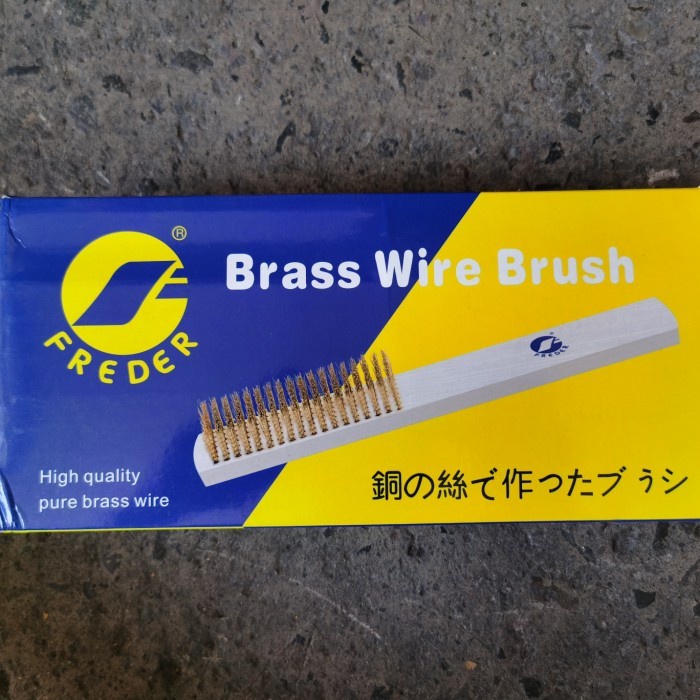 ®
FREDER
Brass Wire Brush
FREDER
High quality
pure brass wire
銅の絲で作つたブぅシ